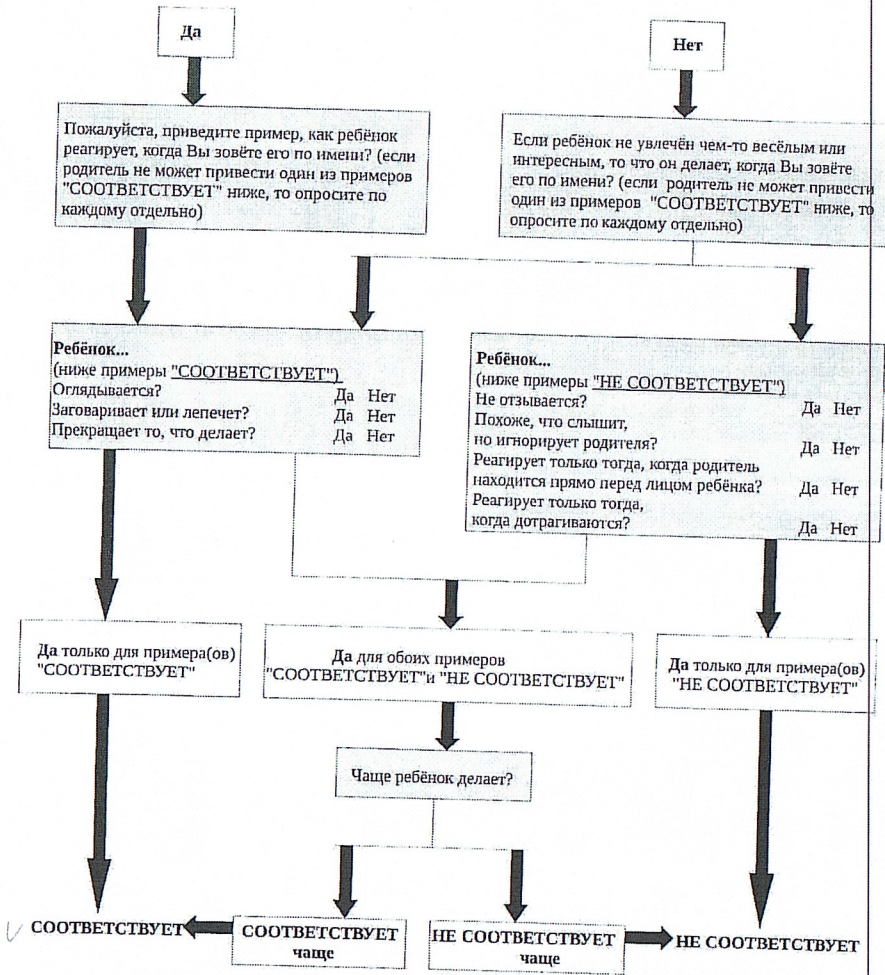 Да
Нет
Пожалуйста, приведите пример, как ребёнок
реагирует, когда Вы зовёте его по имени? (если
родитель не может привести один из примеров
"СООТВЕТСТВУЕТ" ниже, то опросите по
каждому отдельно)
Если ребёнок не увлечён чем-то весёлым или
интересным, то что он делает, когда Вы зовёте
его по имени? (если родитель не может привести
один из примеров "СООТВЕТСТВУЕТ" ниже, то
опросите по каждому отдельно)
Ребёнок...
(ниже примеры "СООТВЕТСТВУЕТ")
Оглядывается? Да Нет
Заговаривает или лепечет? Да Нет
Прекращает то, что делает? Да Нет
Ребёнок...
(ниже примеры "НЕ СООТВЕТСТВУЕТ")
Не отзывается? Да Нет
Похоже, что слышит,
но игнорирует родителя? Да Нет
Реагирует только тогда, когда родитель
находится прямо перед лицом ребёнка? Да Нет
Реагирует только тогда,
когда дотрагиваются? Да Нет
Да только для примера(ов)
"СООТВЕТСТВУЕТ"
Да для обоих примеров
"СООТВЕТСТВУЕТ"и "НЕ СООТВЕТСТВУЕТ"
Да только для примера(ов)
"НЕ СООТВЕТСТВУЕТ"
Чаще ребёнок делает?
СООТВЕТСТВУЕТ
СООТВЕТСТВУЕТ
чаще
НЕ СООТВЕТСТВУЕТ
чаще
НЕ СООТВЕТСТВУЕТ